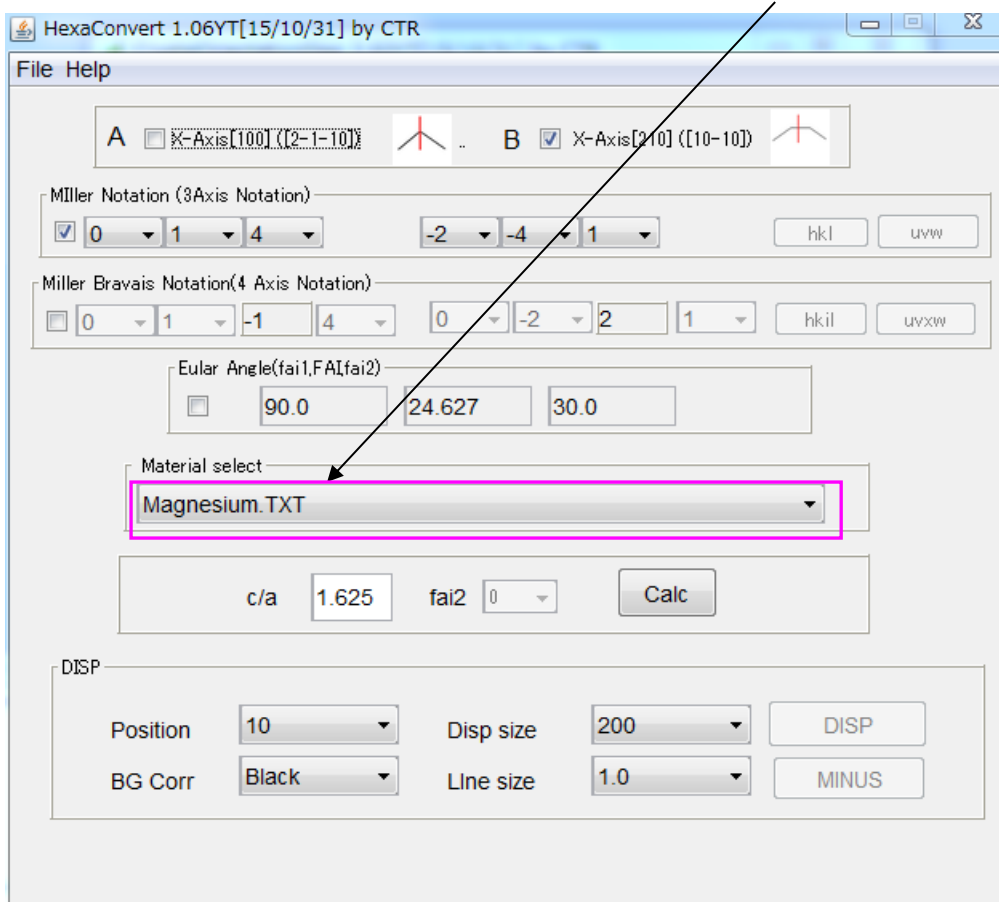 HexaConvert 1.06YT[15/10/31] by CTR
File Help
A X-Axis[100] ([2-1-10]) .. B X-Axis[210] ([10-10])
MIller Notation (3Axis Notation)
0 1 4 -2 -4 1 hkl uvw
Miller Bravais Notation(4 Axis Notation)
0 1 -1 4 0 -2 2 1 hkil uvxw
Eular Angle(fai1,FAI,fai2)
90.0 24.627 30.0
Material select
Magnesium.TXT
c/a 1.625 fai2 0 Calc
DISP
Position 10 Disp size 200 DISP
BG Corr Black LIne size 1.0 MINUS